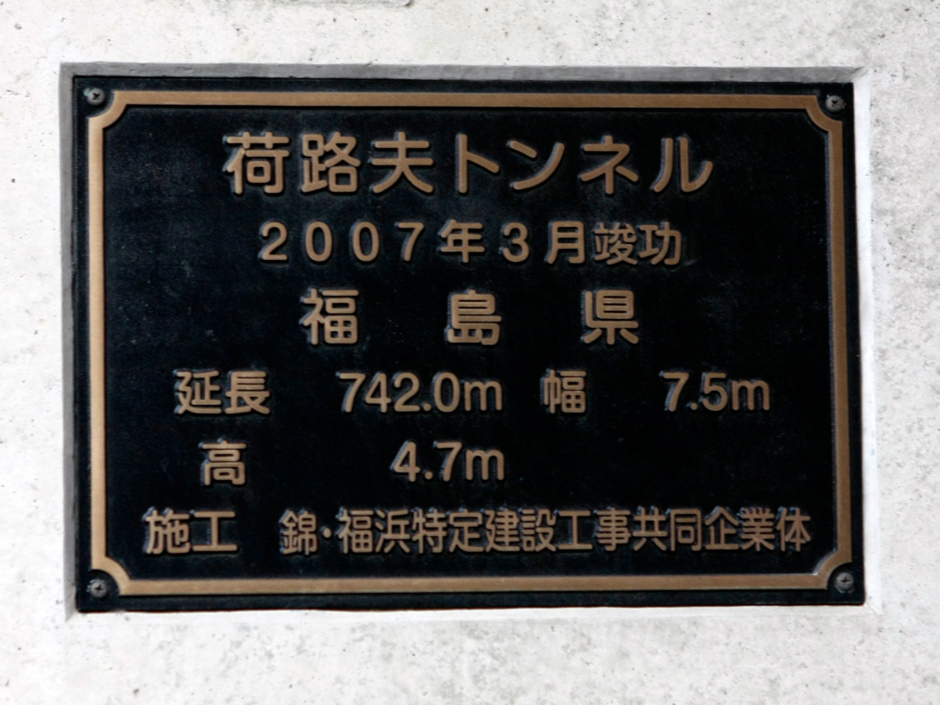 荷路夫トンネル
２００７年３月竣功
福島県
延長 742.0m 幅 7.5m
高 4.7m
施工 錦・福浜特定建設工事共同企業体